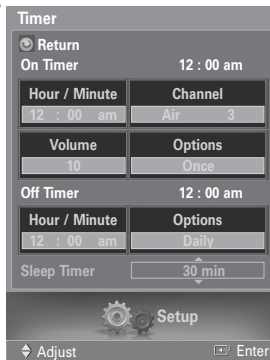 Timer
Return
On Timer 12 : 00 am
Hour / Minute Channel
12 : 00 am Air 3
Volume Options
10 Once
Off Timer 12 : 00 am
Hour / Minute Options
12 : 00 am Daily
Sleep Timer 30 min
Setup
Adjust Enter